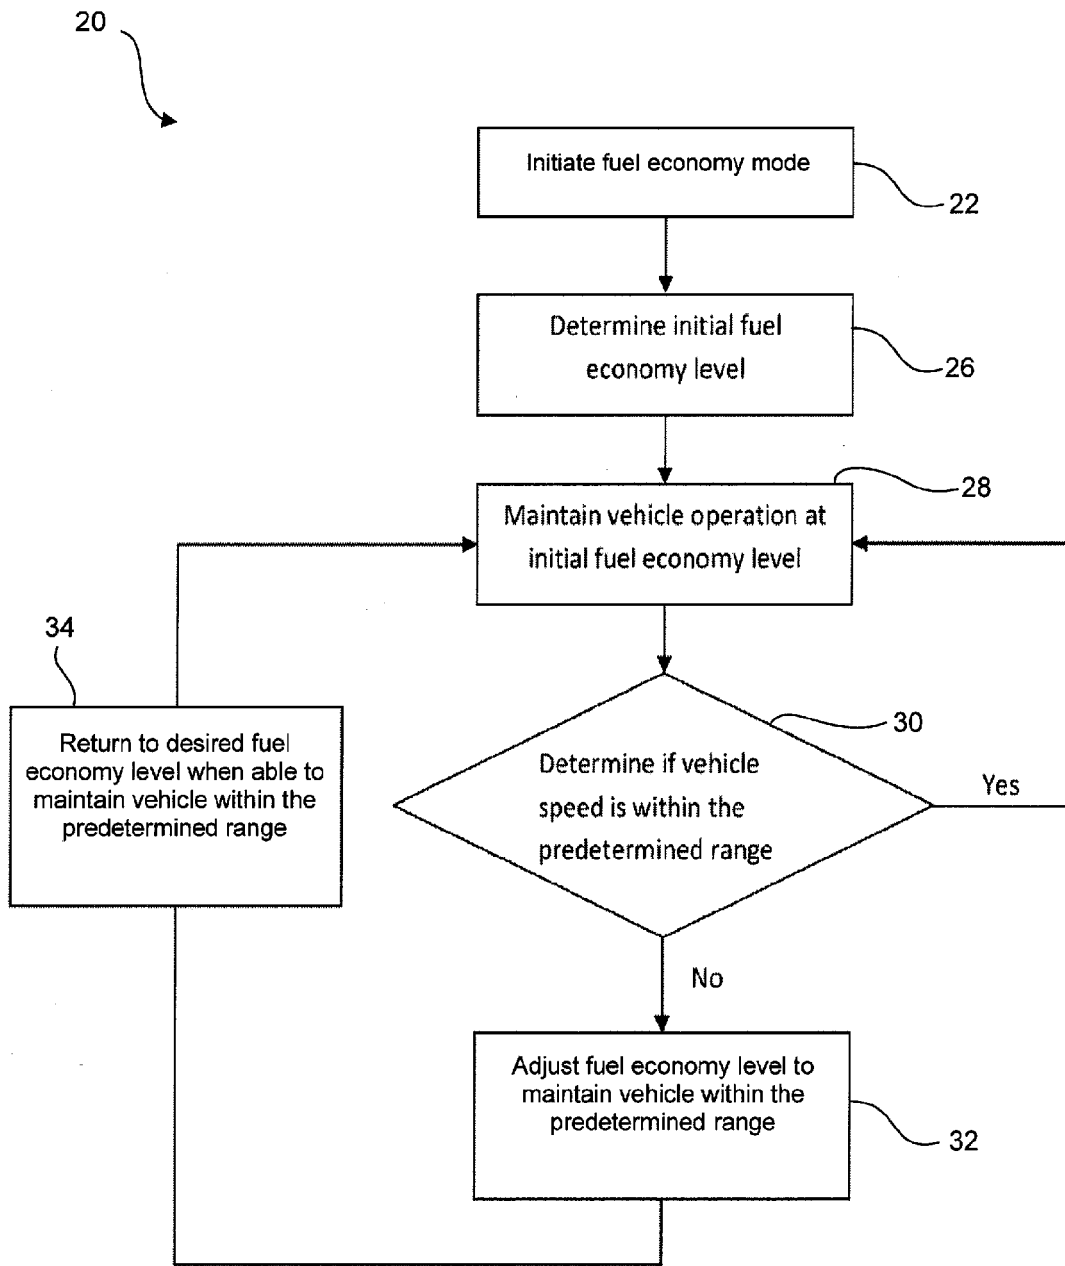 20
Initiate fuel economy mode
22
Determine initial fuel
economy level
26
28
Maintain vehicle operation at
initial fuel economy level
34
Return to desired fuel
economy level when able to
maintain vehicle within the
predetermined range
30
Determine if vehicle
speed is within the
predetermined range
Yes
No
Adjust fuel economy level to
maintain vehicle within the
predetermined range
32